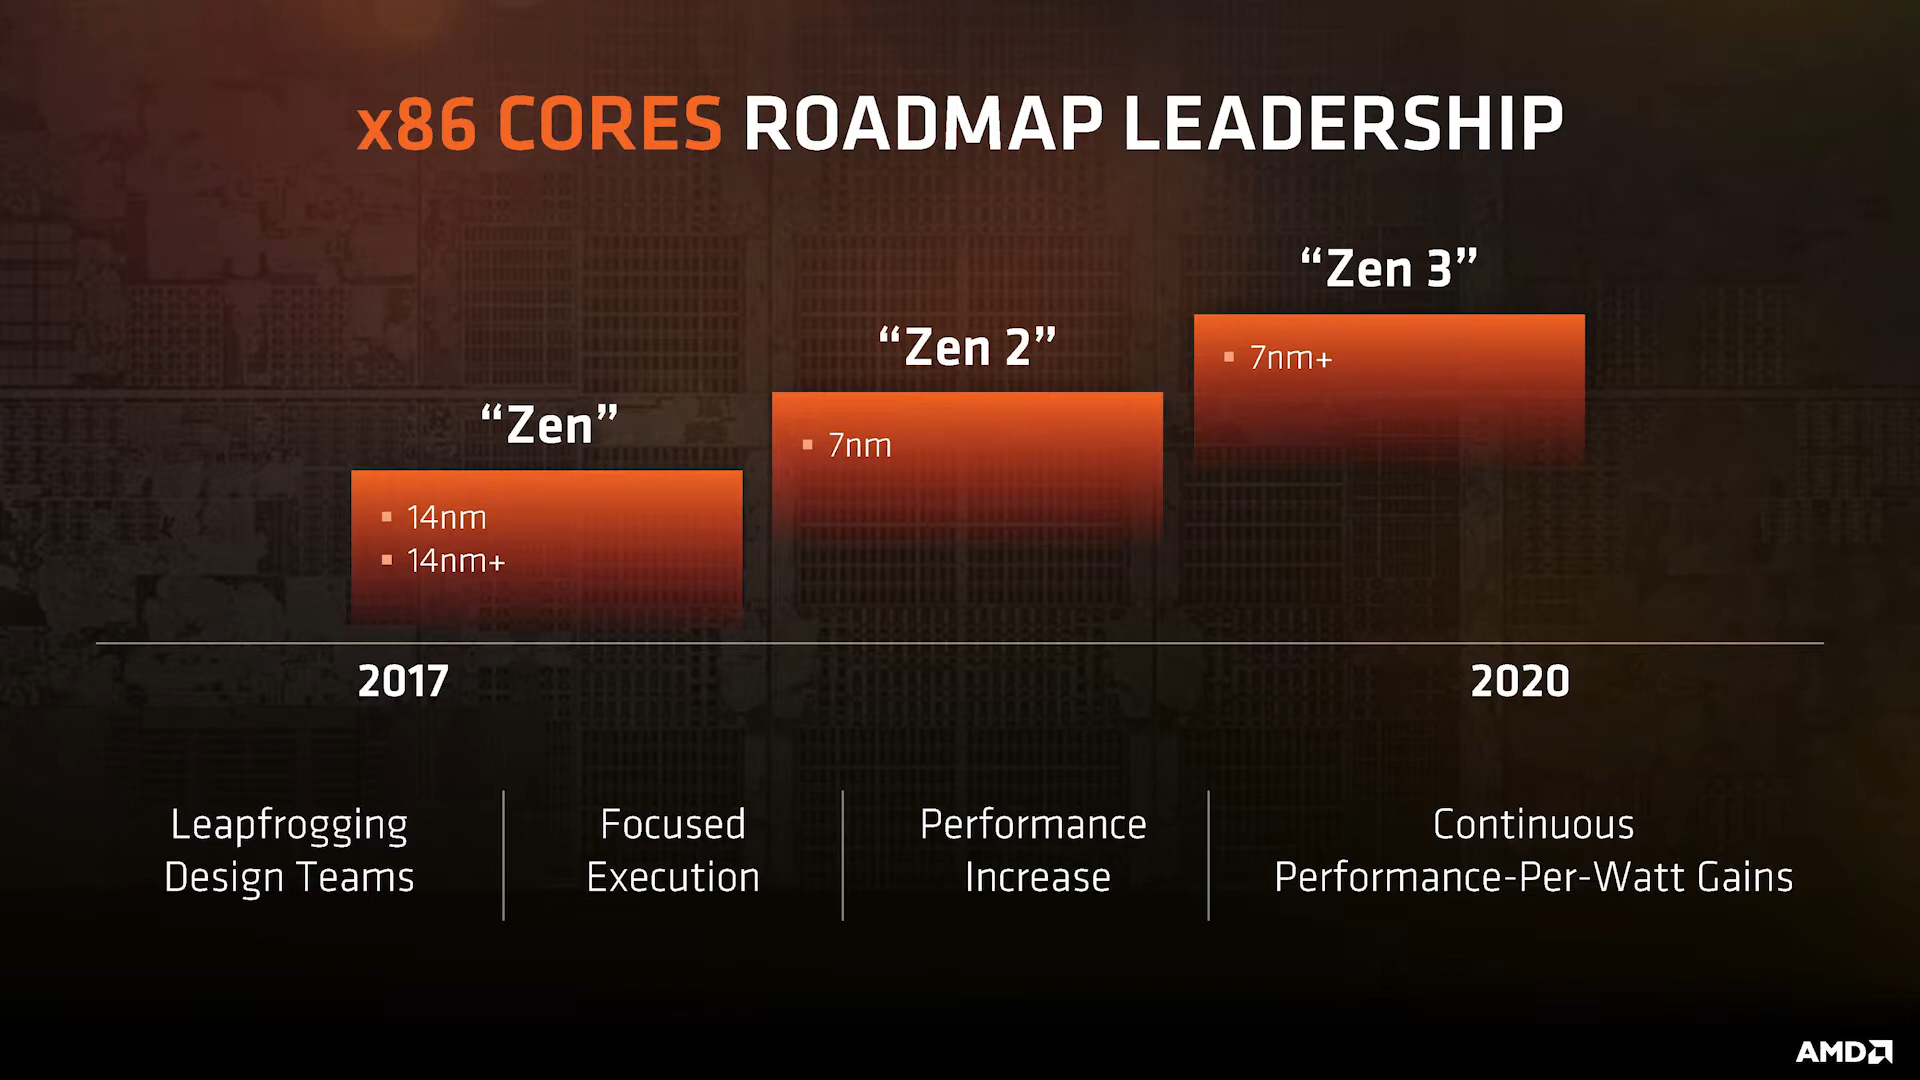 x86 CORES ROADMAP LEADERSHIP
“Zen”
▪ 14nm
▪ 14nm+
“Zen 2”
▪ 7nm
“Zen 3”
▪ 7nm+
2017
2020
Leapfrogging
Design Teams
Focused
Execution
Performance
Increase
Continuous
Performance-Per-Watt Gains
AMD